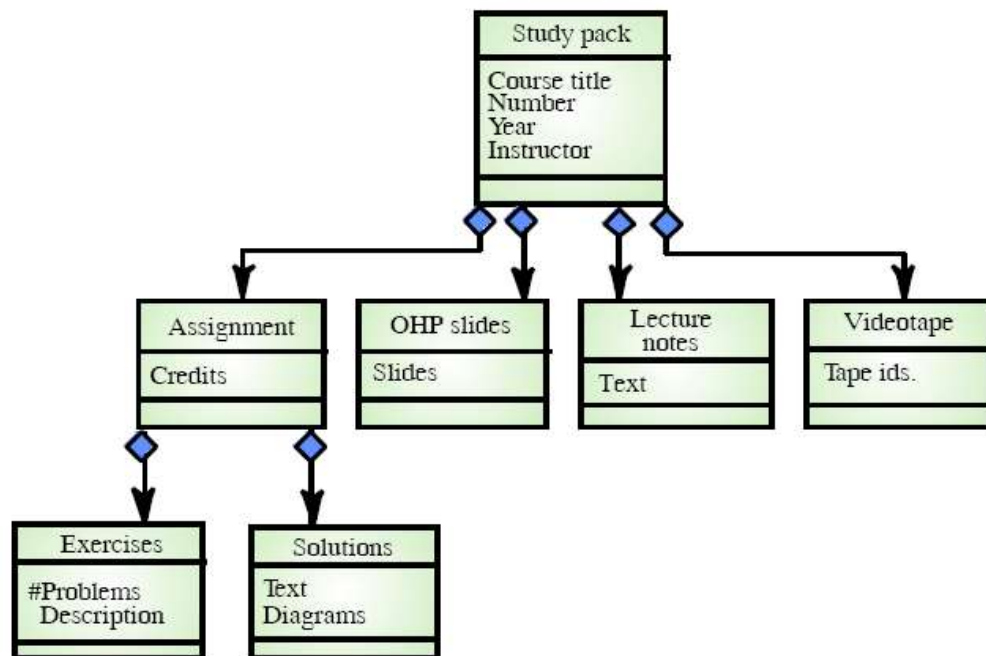 Study pack
Course title
Number
Year
Instructor
Assignment
Credits
OHP slides
Slides
Lecture
notes
Text
Videotape
Tape ids.
Exercises
#Problems
Description
Solutions
Text
Diagrams